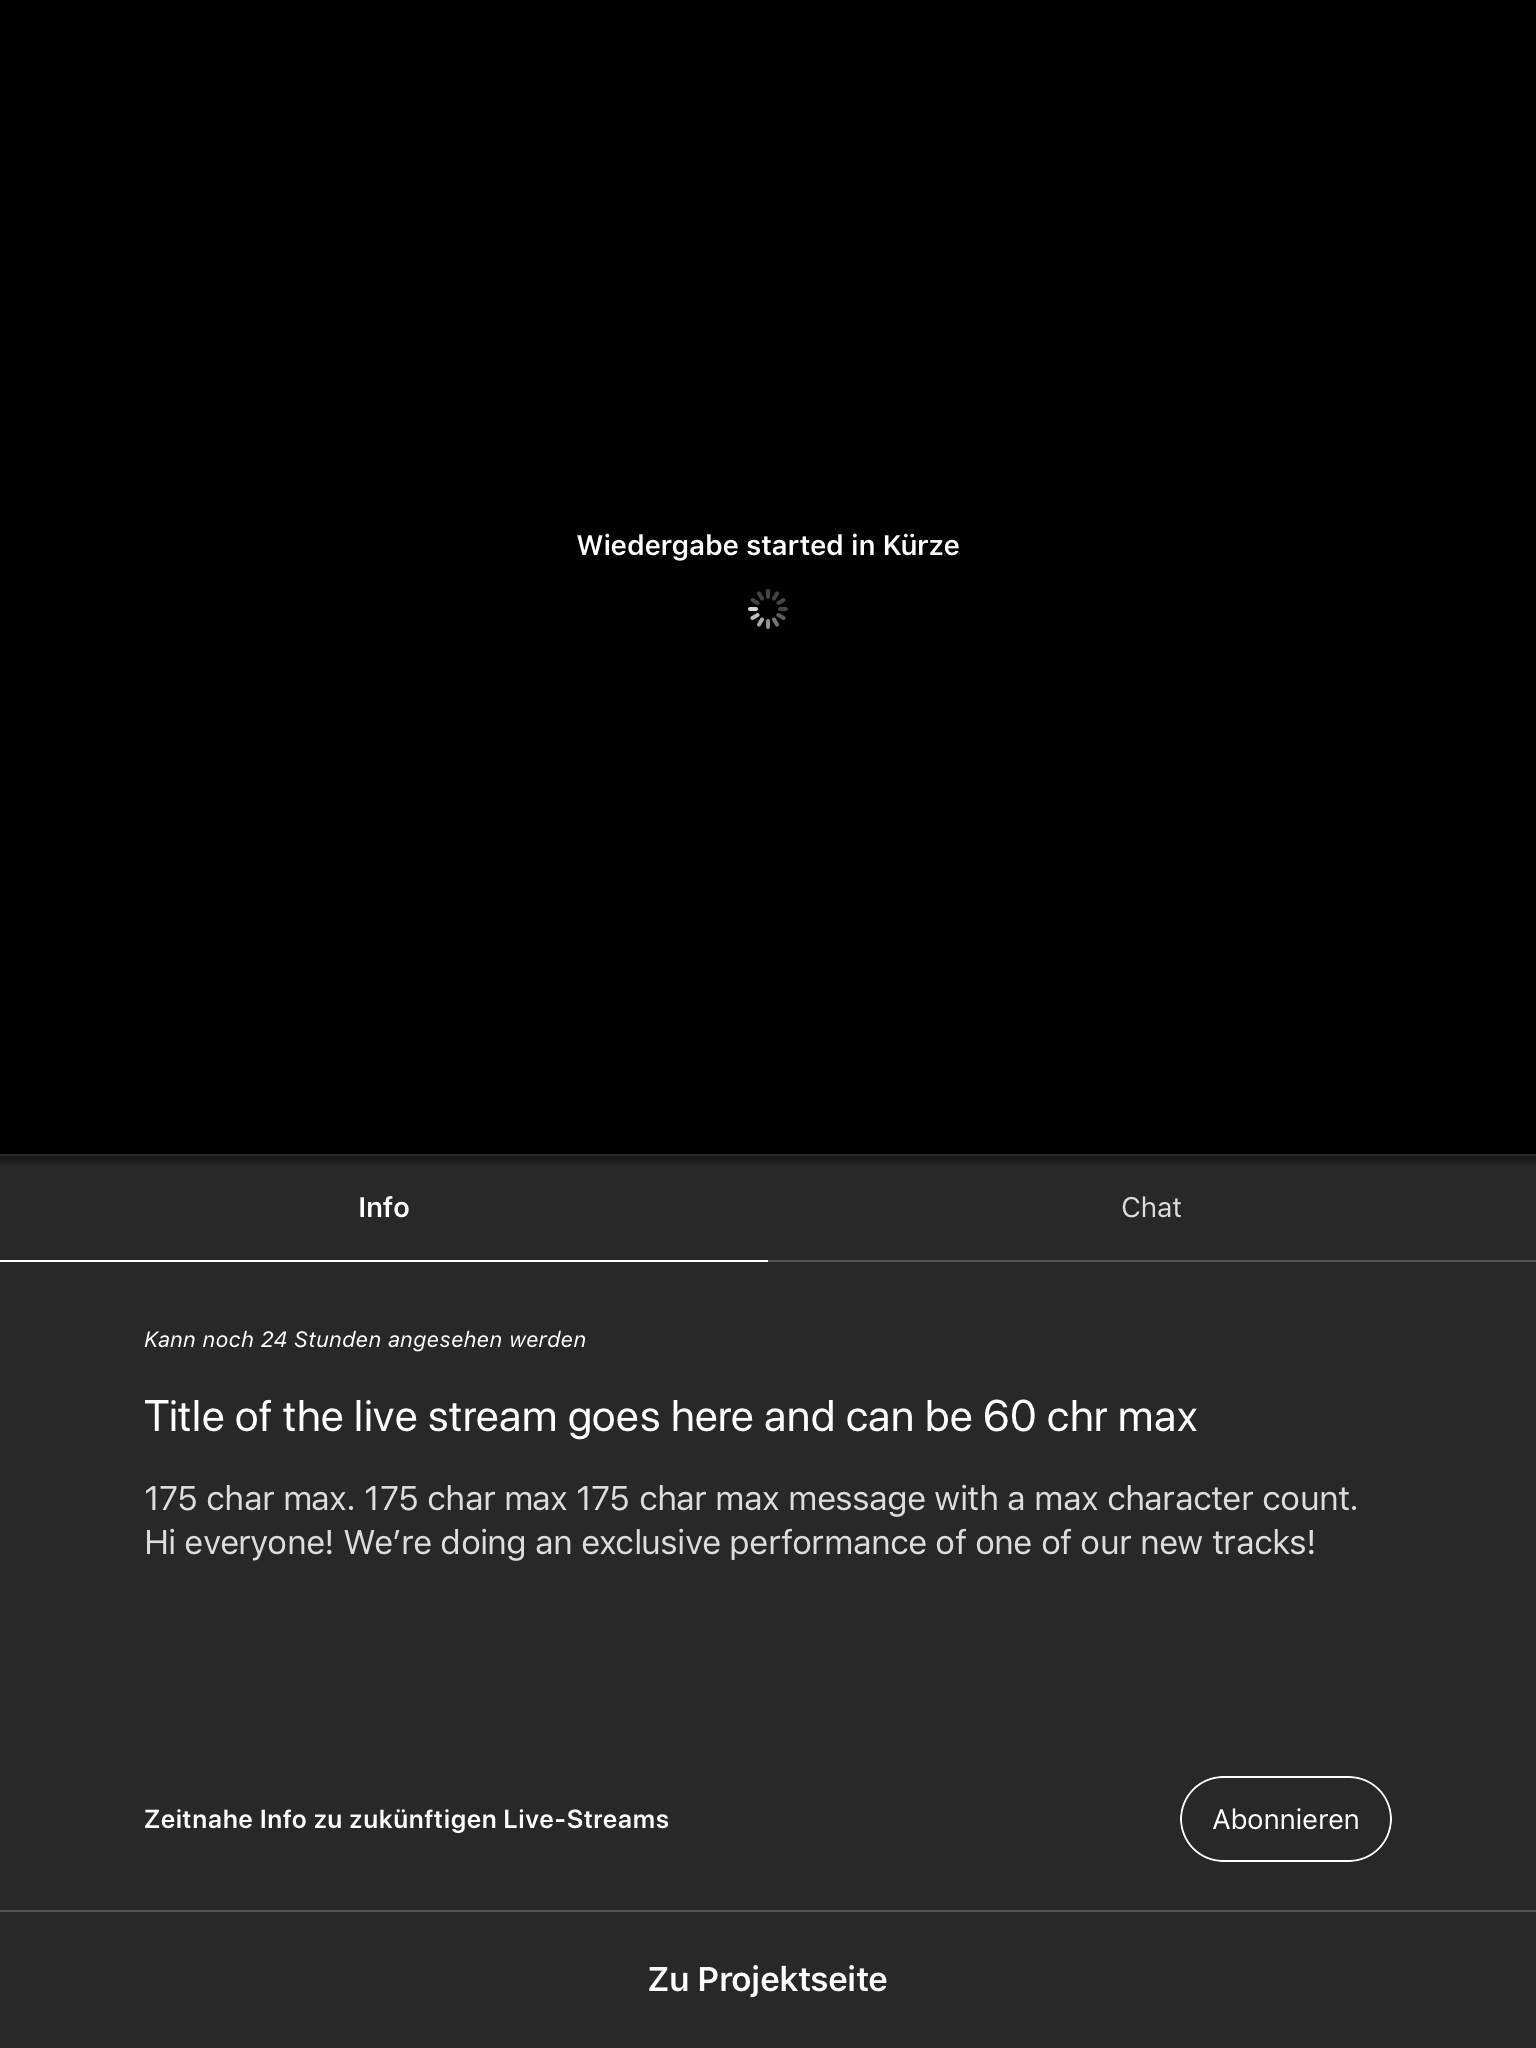 Wiedergabe started in Kürze
Info
Chat
Kann noch 24 Stunden angesehen werden
Title of the live stream goes here and can be 60 chr max
175 char max. 175 char max 175 char max message with a max character count.
Hi everyone! We’re doing an exclusive performance of one of our new tracks!
Zeitnahe Info zu zukünftigen Live-Streams
Abonnieren
Zu Projektseite